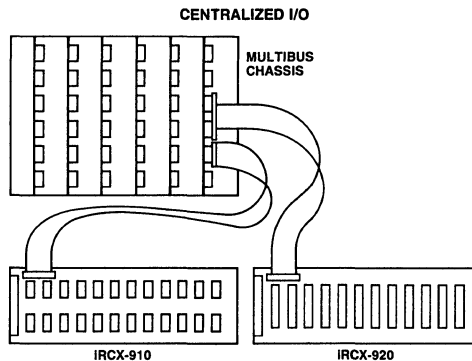 CENTRALIZED I/O
MULTIBUS
CHASSIS
iRCX-910
iRCX-920